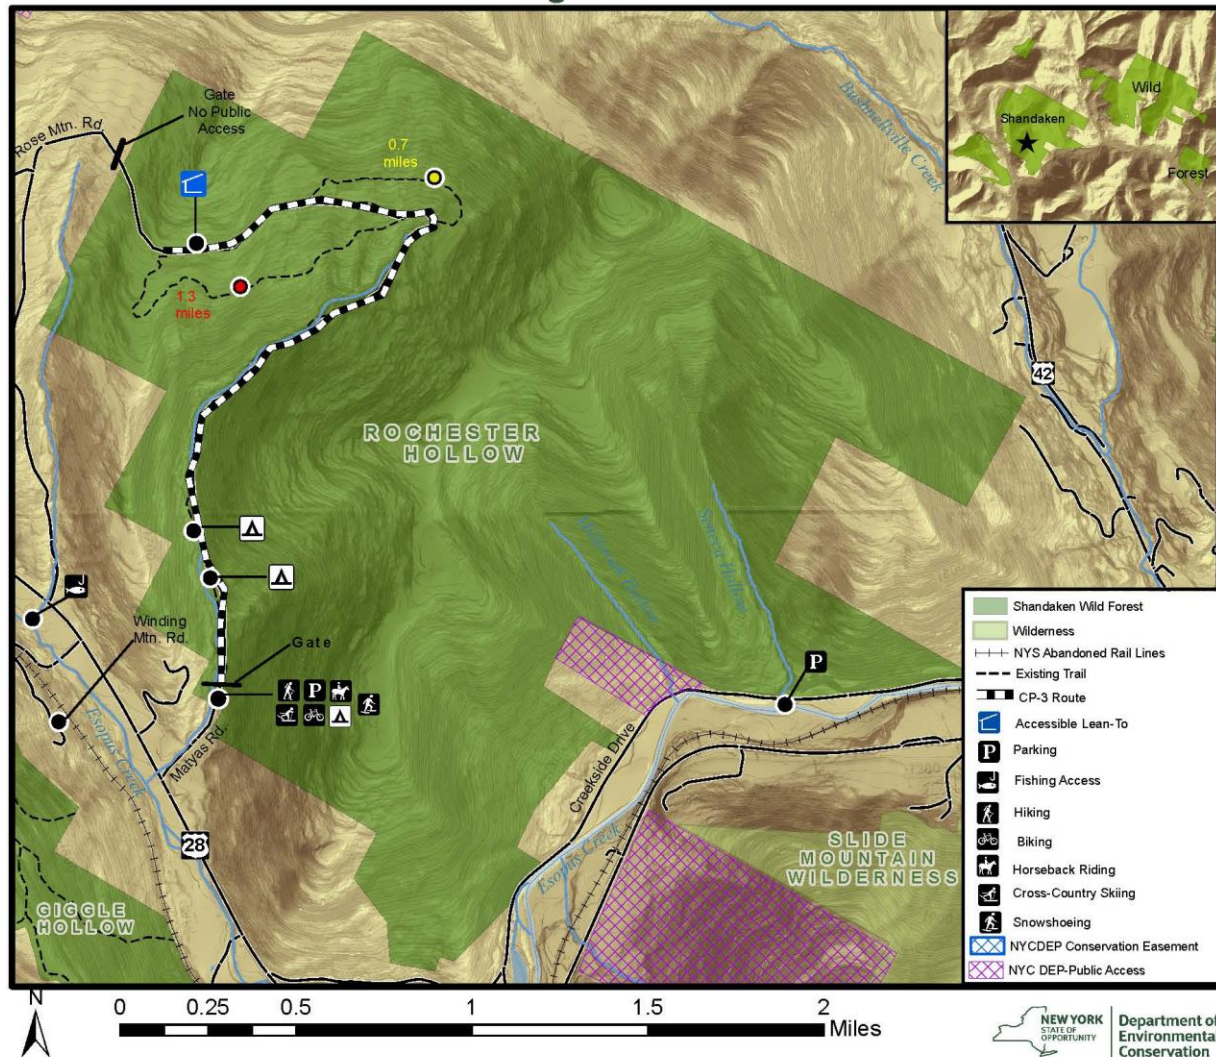 Gate
No Public
Access
Rose Mtn. Rd.
0.7
miles
1.3
miles
Bushnellville Creek
Wild
Shandaken
Forest
42
ROCHESTER
HOLLOW
Seneca Hollow
Winding
Mtn. Rd.
Gate
P
P
Matyas Rd.
Esopus Creek
28
Creekside Drive
Esopus Creek
SLIDE
MOUNTAIN
WILDERNESS
GIGGLE
HOLLOW
Shandaken Wild Forest
Wilderness
NYS Abandoned Rail Lines
Existing Trail
CP-3 Route
Accessible Lean-To
P Parking
Fishing Access
Hiking
Biking
Horseback Riding
Cross-Country Skiing
Snowshoeing
NYCDEP Conservation Easement
NYC DEP-Public Access
N
0 0.25 0.5 1 1.5 2
Miles
NEW YORK
STATE OF
OPPORTUNITY
Department of
Environmental
Conservation